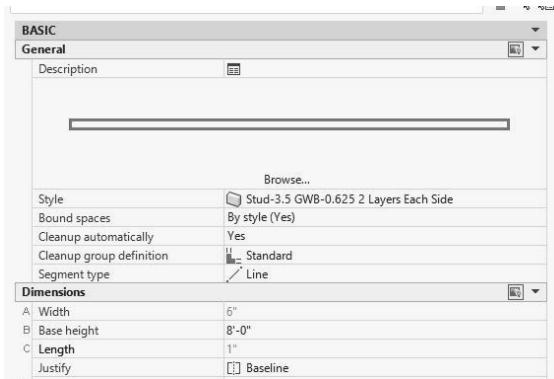 BASIC
General
Description
Browse...
Style Stud-3.5 GWB-0.625 2 Layers Each Side
Bound spaces By style (Yes)
Cleanup automatically Yes
Cleanup group definition Standard
Segment type Line
Dimensions
A Width 6"
B Base height 8'-0"
C Length 1"
Justify Baseline